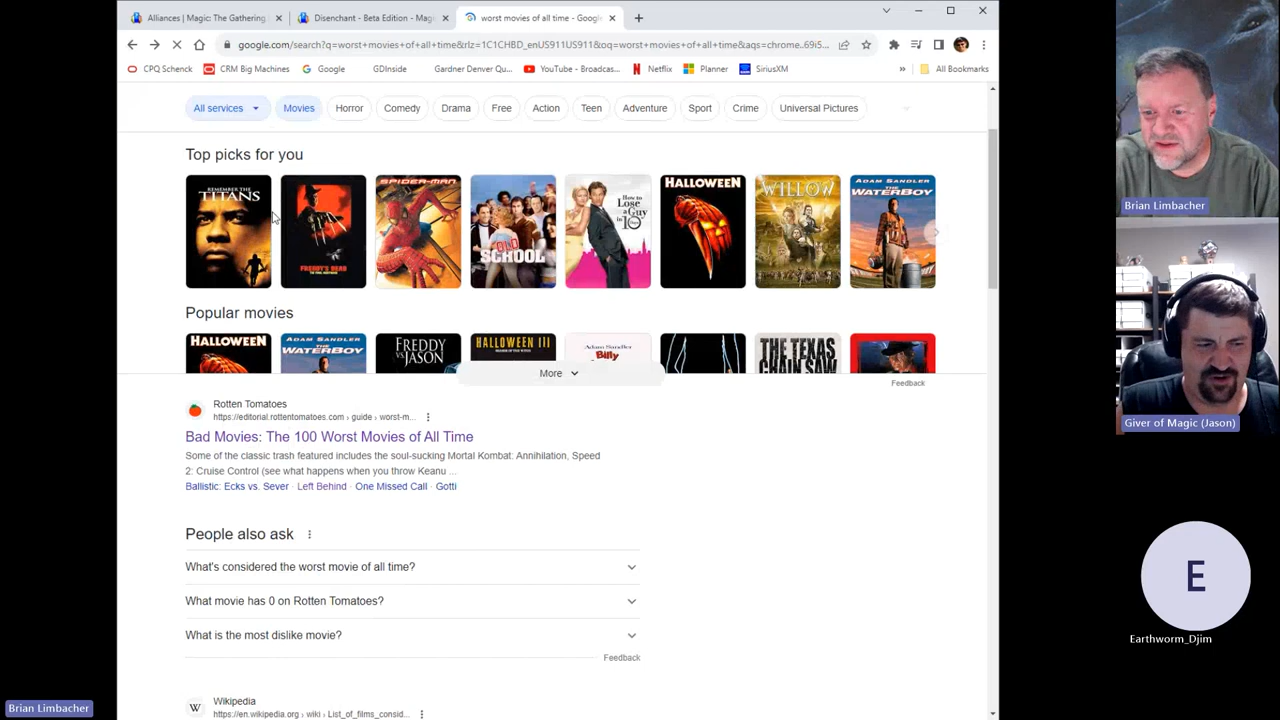 Alliances | Magic: The Gathering
Disenchant - Beta Edition - Magi
worst movies of all time - Google
google.com/search?q=worst+movies+of+all+time&rlz=1C1CHBD_enUS911US911&oq=worst+movies+of+all+time&aqs=chrome..69i5...
CPQ Schenck
CRM Big Machines
Google
GDInside
Gardner Denver Qu...
YouTube - Broadcas...
Netflix
Planner
SiriusXM
»
All Bookmarks
All services
Movies
Horror
Comedy
Drama
Free
Action
Teen
Adventure
Sport
Crime
Universal Pictures
Top picks for you
REMEMBER THE
TITANS
FREDDY'S DEAD
SPIDER-MAN
OLD
SCHOOL
How to
Lose
a Guy
in 10
HALLOWEEN
WILLOW
ADAM SANDLER
THE WATERBOY
Popular movies
HALLOWEEN
ADAM SANDLER
THE WATERBOY
FREDDY
VS JASON
HALLOWEEN III
Adam Sandler
Billy
THE TEXAS
CHAIN SAW
More
Feedback
Rotten Tomatoes
https://editorial.rottentomatoes.com › guide › worst-m...
Bad Movies: The 100 Worst Movies of All Time
Some of the classic trash featured includes the soul-sucking Mortal Kombat: Annihilation, Speed
2: Cruise Control (see what happens when you throw Keanu ...
Ballistic: Ecks vs. Sever · Left Behind · One Missed Call · Gotti
People also ask
What's considered the worst movie of all time?
What movie has 0 on Rotten Tomatoes?
What is the most dislike movie?
Feedback
W
Wikipedia
https://en.wikipedia.org › wiki › List_of_films_consid...
Brian Limbacher
Brian Limbacher
Giver of Magic (Jason)
E
Earthworm_Djim